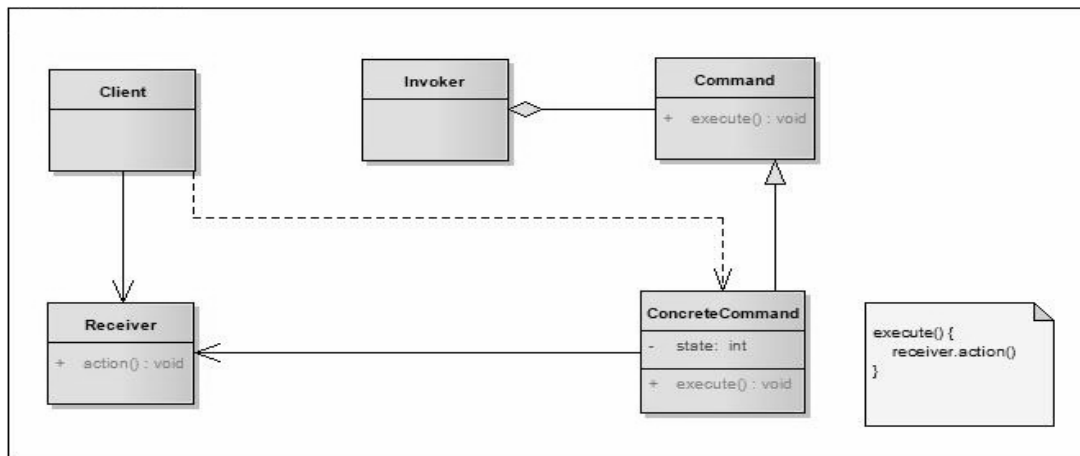 Client
Invoker
Command
+ execute() : void
Receiver
+ action() : void
ConcreteCommand
- state: int
+ execute() : void
execute() {
receiver.action()
}